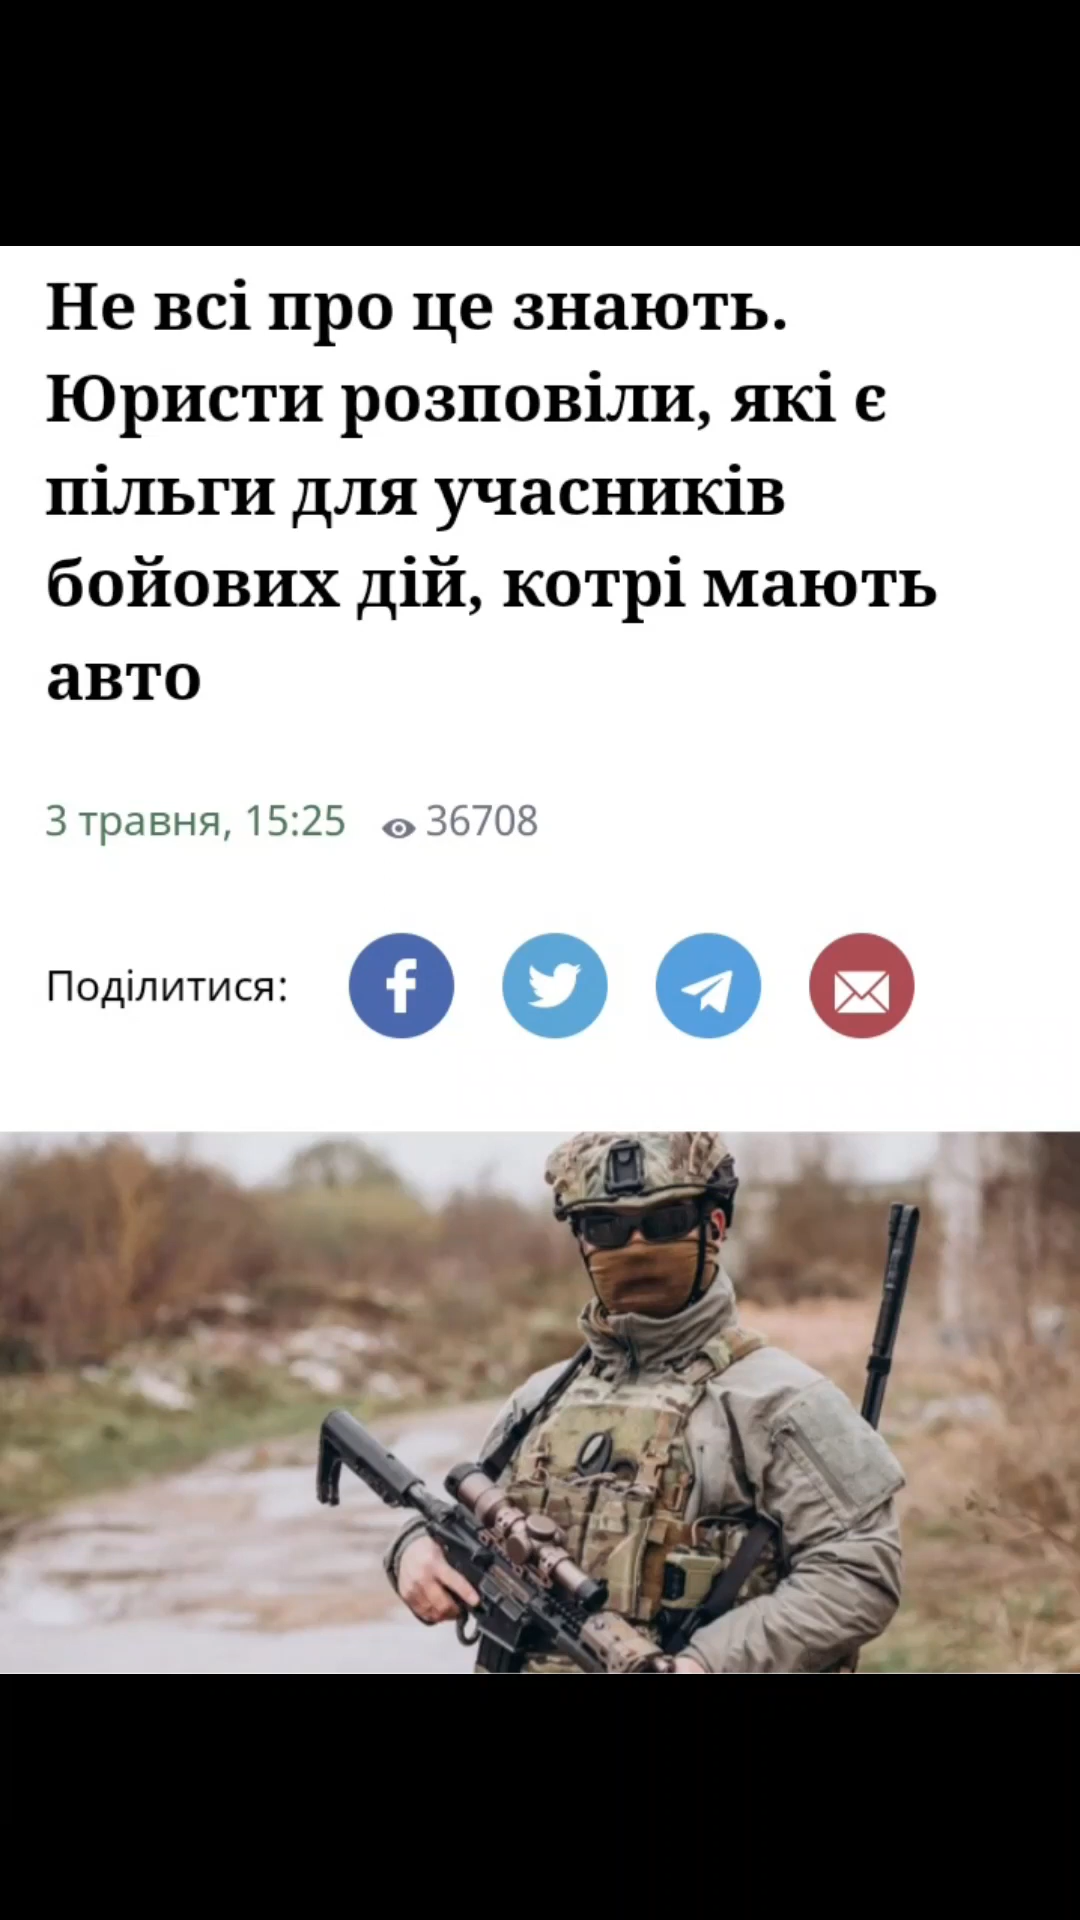 Не всі про це знають.
Юристи розповіли, які є
пільги для учасників
бойових дій, котрі мають
авто
3 травня, 15:25 36708
Поділитися: